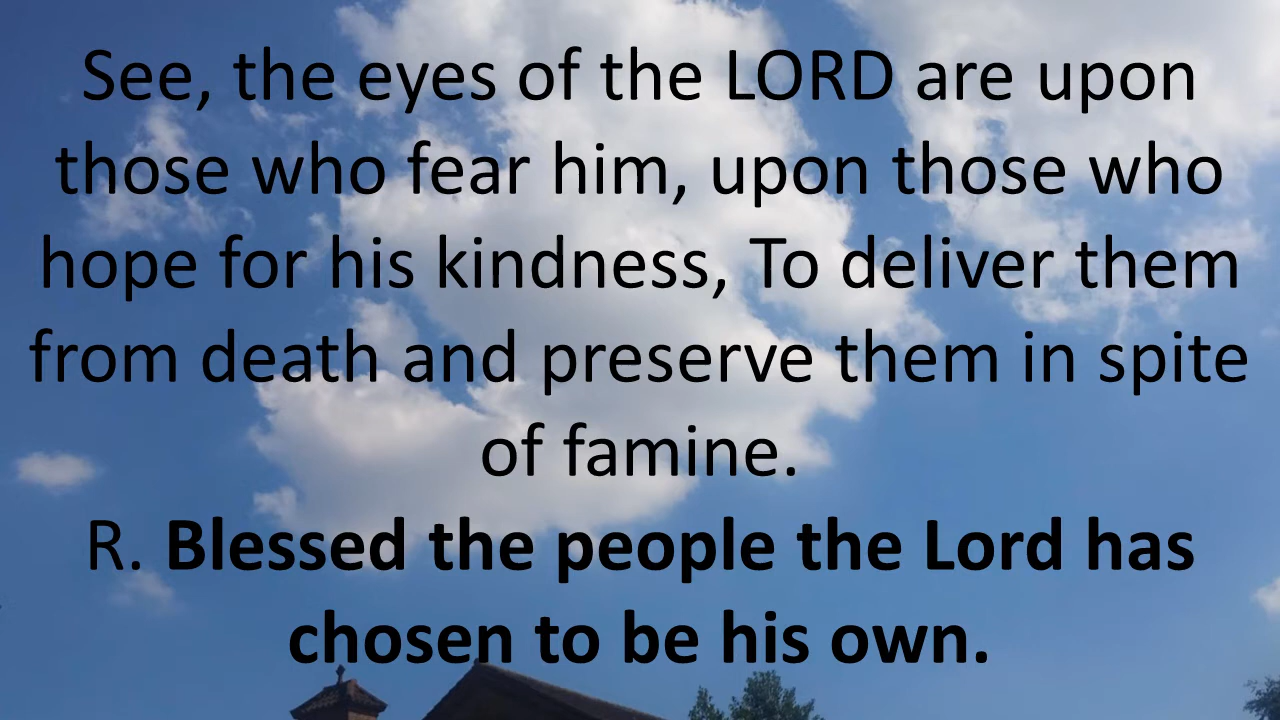 See, the eyes of the LORD are upon
those who fear him, upon those who
hope for his kindness, To deliver them
from death and preserve them in spite
of famine.
R. Blessed the people the Lord has
chosen to be his own.